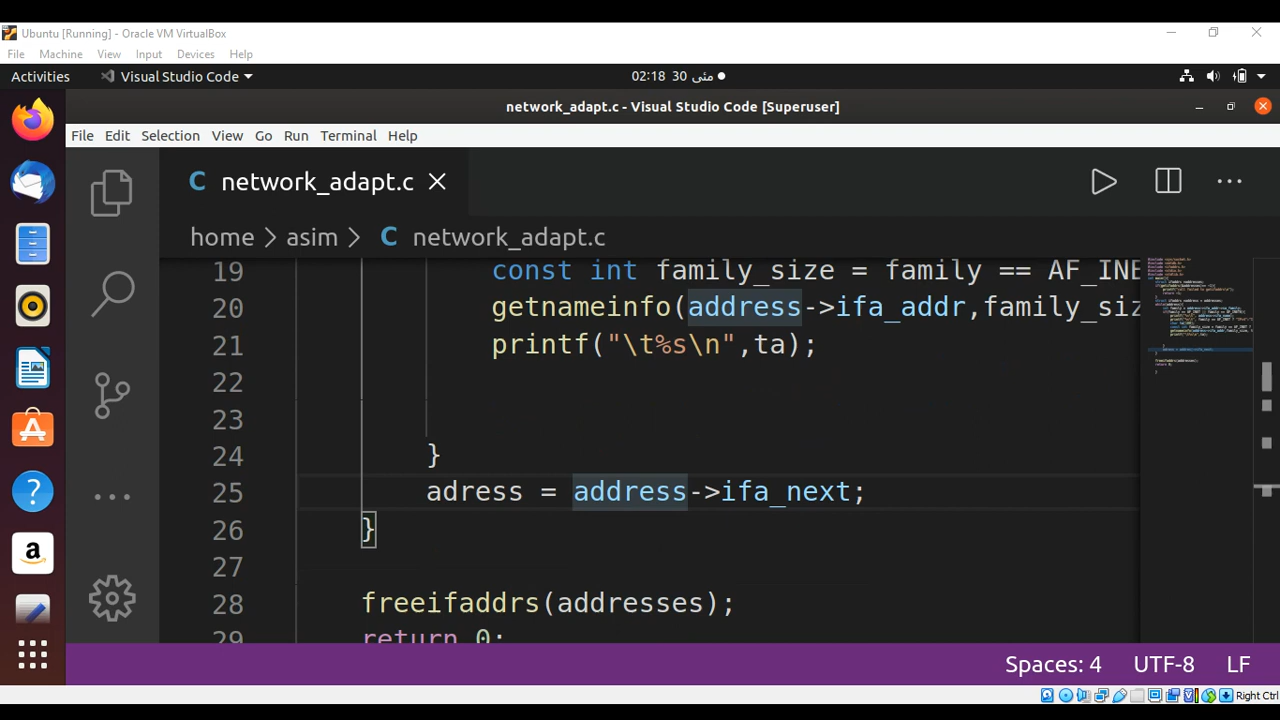 Ubuntu [Running] - Oracle VM VirtualBox
File Machine View Input Devices Help
Activities Visual Studio Code 02:18 30 مئی
network_adapt.c - Visual Studio Code [Superuser]
File Edit Selection View Go Run Terminal Help
C network_adapt.c
home > asim > C network_adapt.c
19 const int family_size = family == AF_INE
20 getnameinfo(address->ifa_addr,family_siz
21 printf("\t%s\n",ta);
22
23
24 }
25 adress = address->ifa_next;
26 }
27
28 freeifaddrs(addresses);
29 return 0;
Spaces: 4 UTF-8 LF
Right Ctrl